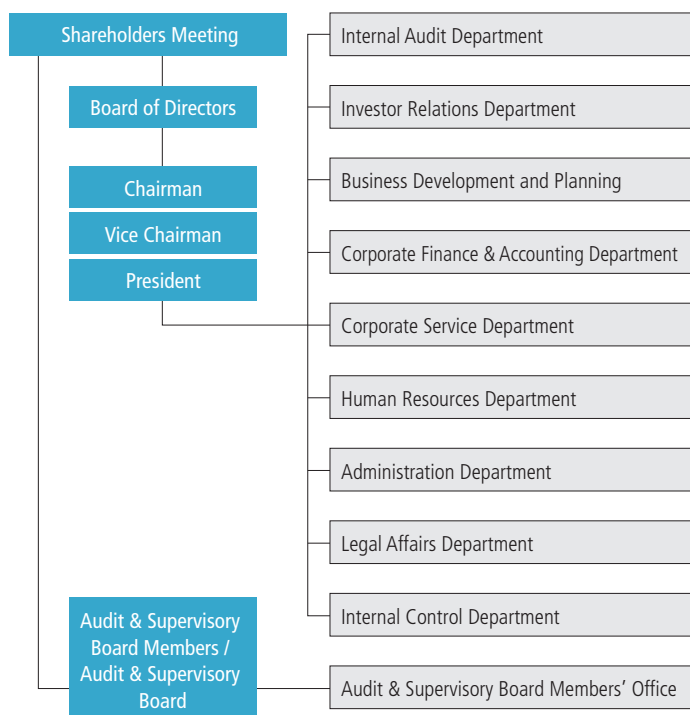 Shareholders Meeting
Board of Directors
Chairman
Vice Chairman
President
Audit & Supervisory
Board Members /
Audit & Supervisory
Board
Internal Audit Department
Investor Relations Department
Business Development and Planning
Corporate Finance & Accounting Department
Corporate Service Department
Human Resources Department
Administration Department
Legal Affairs Department
Internal Control Department
Audit & Supervisory Board Members’ Office